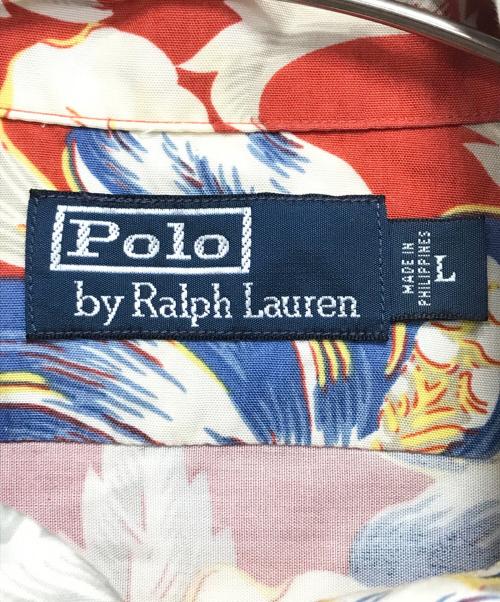 Polo
by Ralph Lauren
MADE IN
PHILIPPINES
L